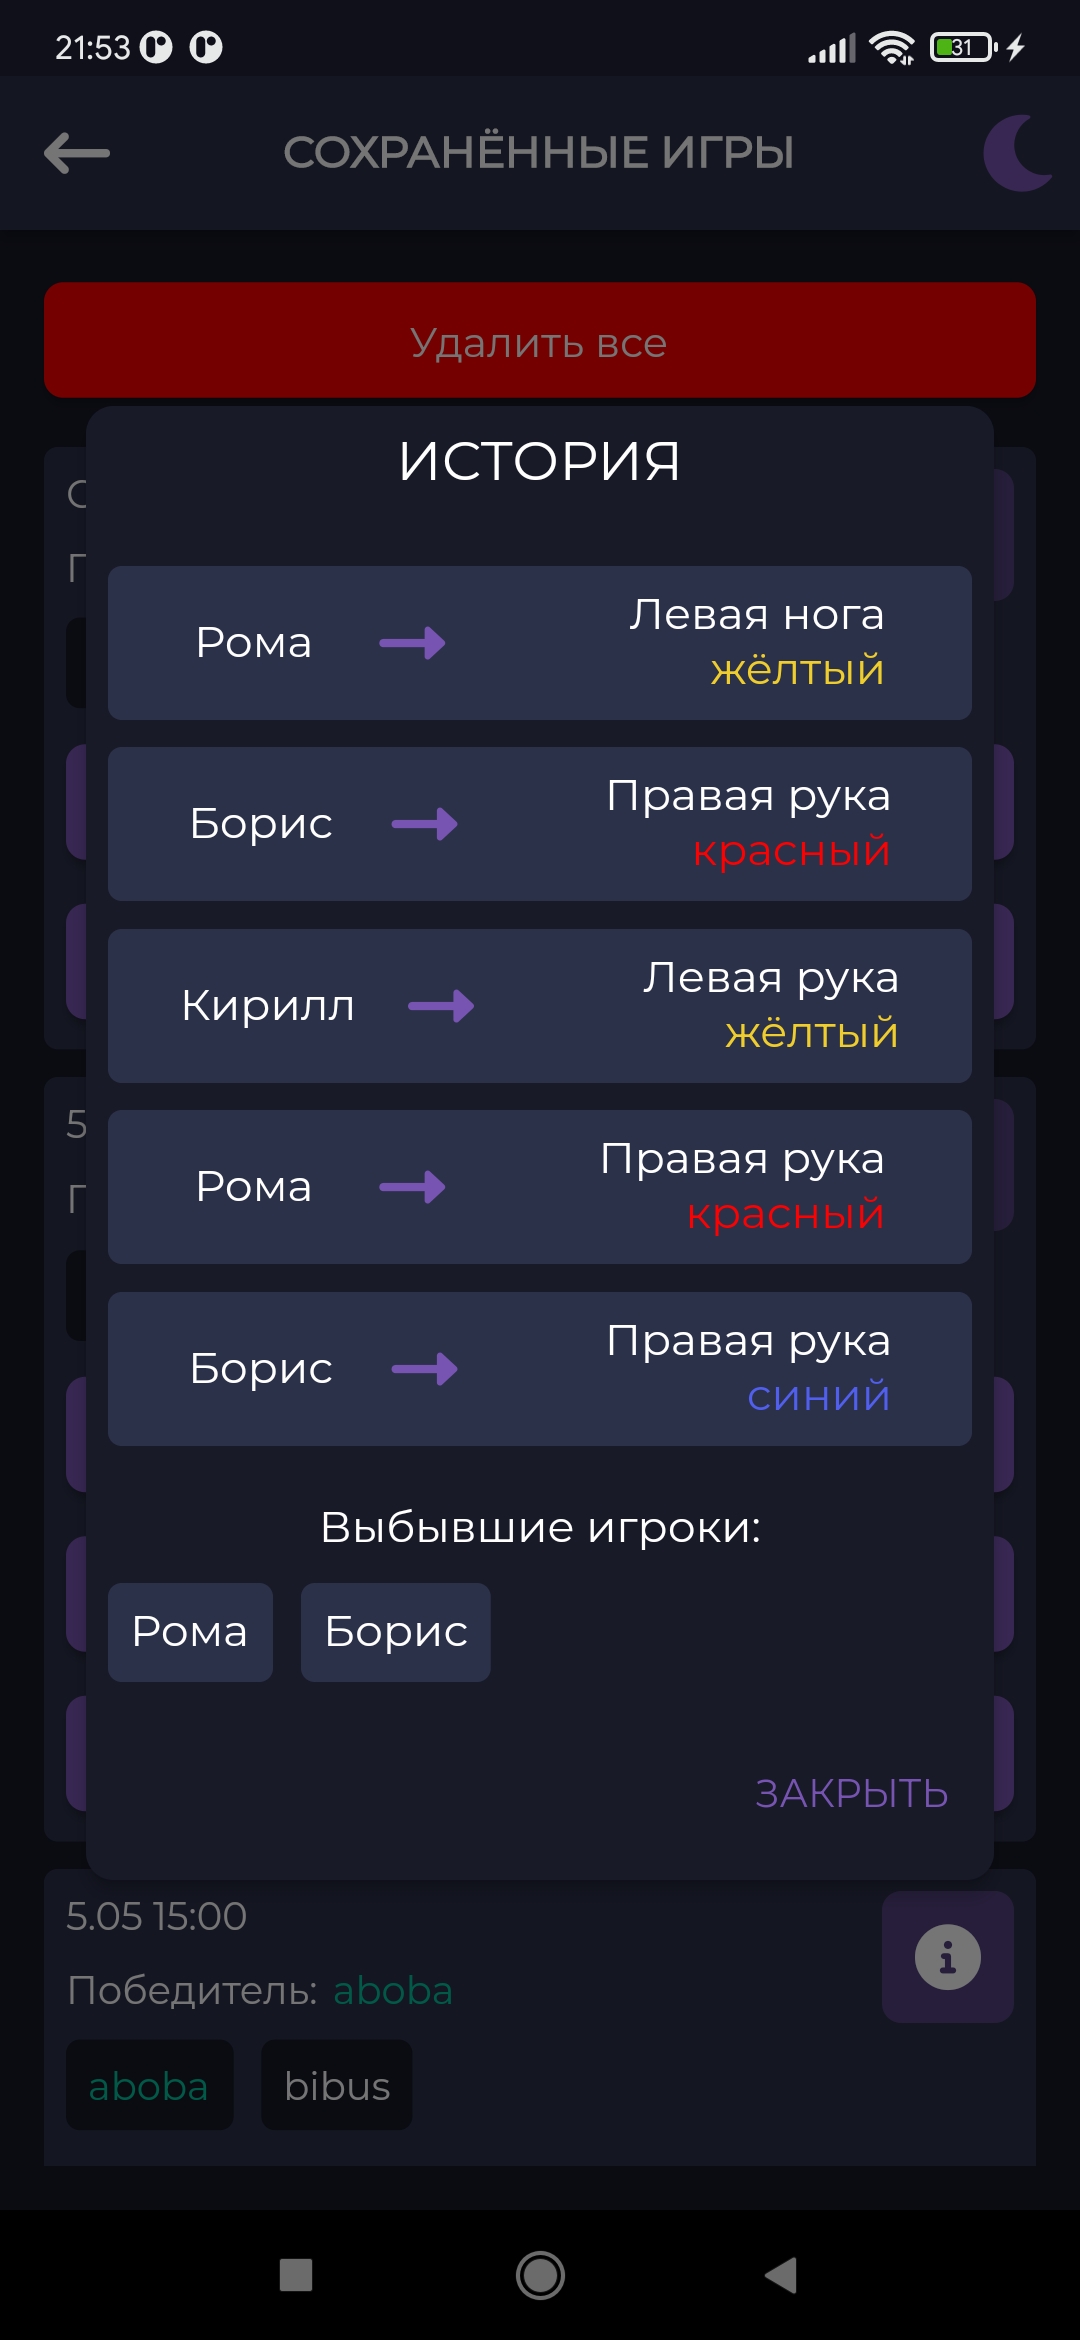 21:53
31
СОХРАНЁННЫЕ ИГРЫ
Удалить все
ИСТОРИЯ
Рома
Левая нога
жёлтый
Борис
Правая рука
красный
Кирилл
Левая рука
жёлтый
Рома
Правая рука
красный
Борис
Правая рука
синий
Выбывшие игроки:
Рома Борис
ЗАКРЫТЬ
5.05 15:00
Победитель: aboba
aboba bibus